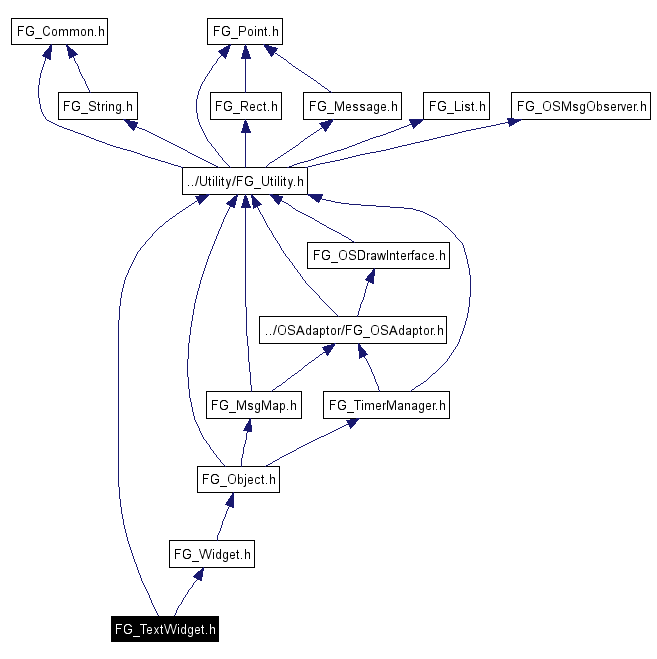 FG_Common.h
FG_Point.h
FG_String.h
FG_Rect.h
FG_Message.h
FG_List.h
FG_OSMsgObserver.h
../Utility/FG_Utility.h
FG_OSDrawInterface.h
../OSAdaptor/FG_OSAdaptor.h
FG_MsgMap.h
FG_TimerManager.h
FG_Object.h
FG_Widget.h
FG_TextWidget.h